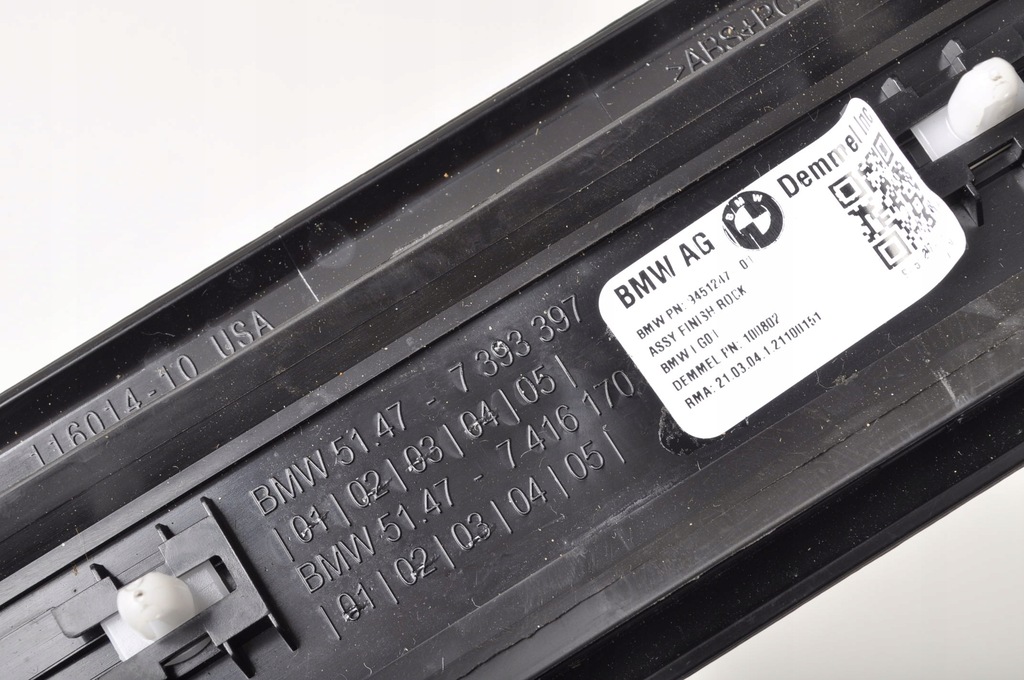 >ABS+PC
116014-10 USA
BMW 51.47 - 7 393 397
|01|02|03|04|05|
BMW 51.47 - 7 416 170
|01|02|03|04|05|
BMW AG
BMW
Demmel Inc
BMW PN: 9451247
ASSY FINISH ROCK
BMW I G01
DEMMEL PN: 100802
RMA: 21.03.04.1.21100151